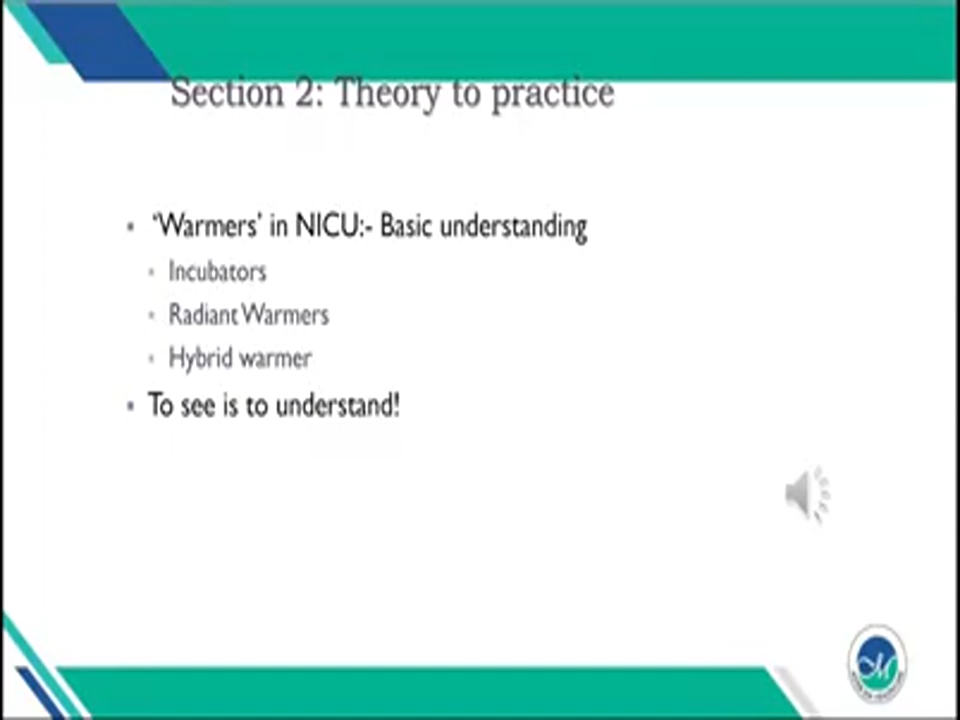 Section 2: Theory to practice
▪ ‘Warmers’ in NICU:- Basic understanding
▪ Incubators
▪ Radiant Warmers
▪ Hybrid warmer
▪ To see is to understand!